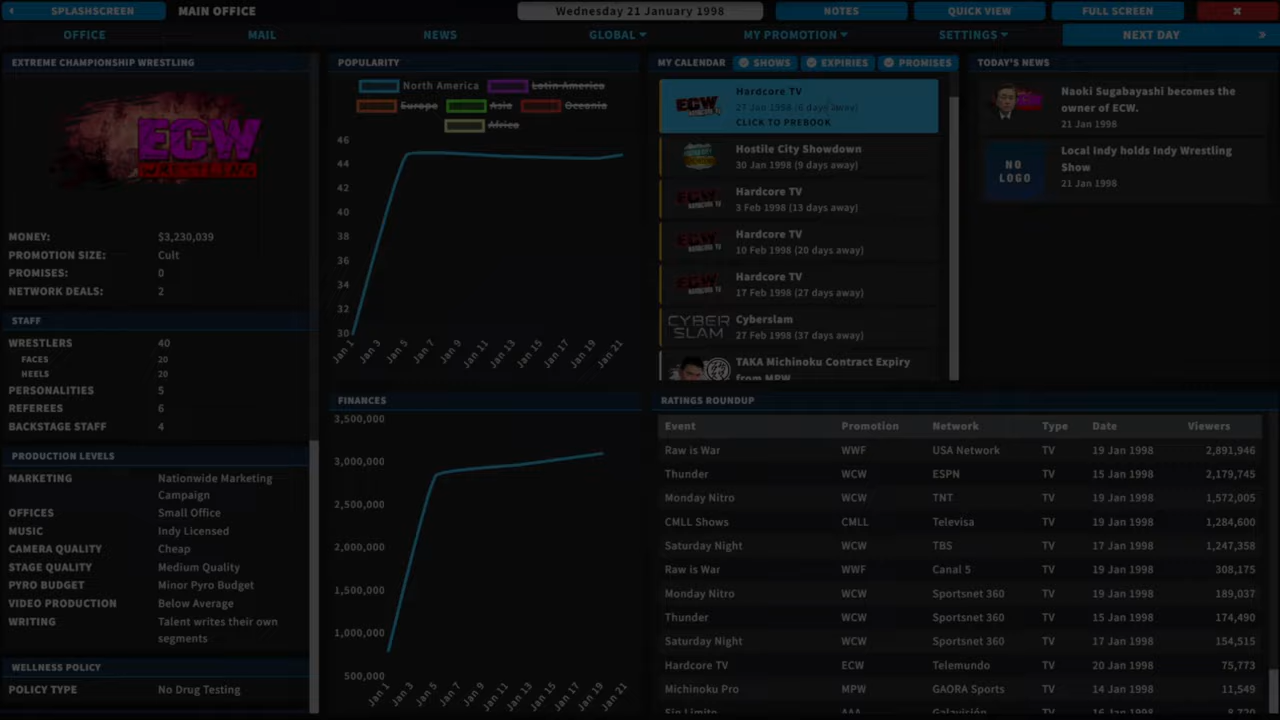 SPLASHSCREEN
MAIN OFFICE
Wednesday 21 January 1998
NOTES
QUICK VIEW
FULL SCREEN
OFFICE
MAIL
NEWS
GLOBAL
MY PROMOTION
SETTINGS
NEXT DAY
EXTREME CHAMPIONSHIP WRESTLING
ECW
WRESTLING
MONEY: $3,230,039
PROMOTION SIZE: Cult
PROMISES: 0
NETWORK DEALS: 2
STAFF
WRESTLERS 40
FACES 20
HEELS 20
PERSONALITIES 5
REFEREES 6
BACKSTAGE STAFF 4
PRODUCTION LEVELS
MARKETING Nationwide Marketing
Campaign
OFFICES Small Office
MUSIC Indy Licensed
CAMERA QUALITY Cheap
STAGE QUALITY Medium Quality
PYRO BUDGET Minor Pyro Budget
VIDEO PRODUCTION Below Average
WRITING Talent writes their own
segments
WELLNESS POLICY
POLICY TYPE No Drug Testing
POPULARITY
North America Latin America
Europe Asia Oceania
Africa
46
44
42
40
38
36
34
32
30
Jan 1 Jan 3 Jan 5 Jan 7 Jan 9 Jan 11 Jan 13 Jan 15 Jan 17 Jan 19 Jan 21
FINANCES
3,500,000
3,000,000
2,500,000
2,000,000
1,500,000
1,000,000
500,000
Jan 1 Jan 3 Jan 5 Jan 7 Jan 9 Jan 11 Jan 13 Jan 15 Jan 17 Jan 19 Jan 21
MY CALENDAR SHOWS EXPIRIES PROMISES
Hardcore TV
27 Jan 1998 (6 days away)
CLICK TO PREBOOK
Hostile City Showdown
30 Jan 1998 (9 days away)
Hardcore TV
3 Feb 1998 (13 days away)
Hardcore TV
10 Feb 1998 (20 days away)
Hardcore TV
17 Feb 1998 (27 days away)
CYBER
SLAM
Cyberslam
27 Feb 1998 (37 days away)
TAKA Michinoku Contract Expiry
from MPW
TODAY'S NEWS
Naoki Sugabayashi becomes the
owner of ECW.
21 Jan 1998
NO
LOGO
Local Indy holds Indy Wrestling
Show
21 Jan 1998
RATINGS ROUNDUP
Event Promotion Network Type Date Viewers
Raw is War WWF USA Network TV 19 Jan 1998 2,891,946
Thunder WCW ESPN TV 15 Jan 1998 2,179,745
Monday Nitro WCW TNT TV 19 Jan 1998 1,572,005
CMLL Shows CMLL Televisa TV 19 Jan 1998 1,284,600
Saturday Night WCW TBS TV 17 Jan 1998 1,247,358
Raw is War WWF Canal 5 TV 19 Jan 1998 308,175
Monday Nitro WCW Sportsnet 360 TV 19 Jan 1998 189,037
Thunder WCW Sportsnet 360 TV 15 Jan 1998 174,490
Saturday Night WCW Sportsnet 360 TV 17 Jan 1998 154,515
Hardcore TV ECW Telemundo TV 20 Jan 1998 75,773
Michinoku Pro MPW GAORA Sports TV 14 Jan 1998 11,549
Sin Limite AAA Galavisión TV 16 Jan 1998 8,720